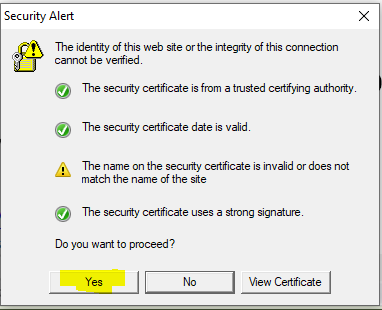 Security Alert
The identity of this web site or the integrity of this connection
cannot be verified.
The security certificate is from a trusted certifying authority.
The security certificate date is valid.
The name on the security certificate is invalid or does not
match the name of the site
The security certificate uses a strong signature.
Do you want to proceed?
Yes No View Certificate